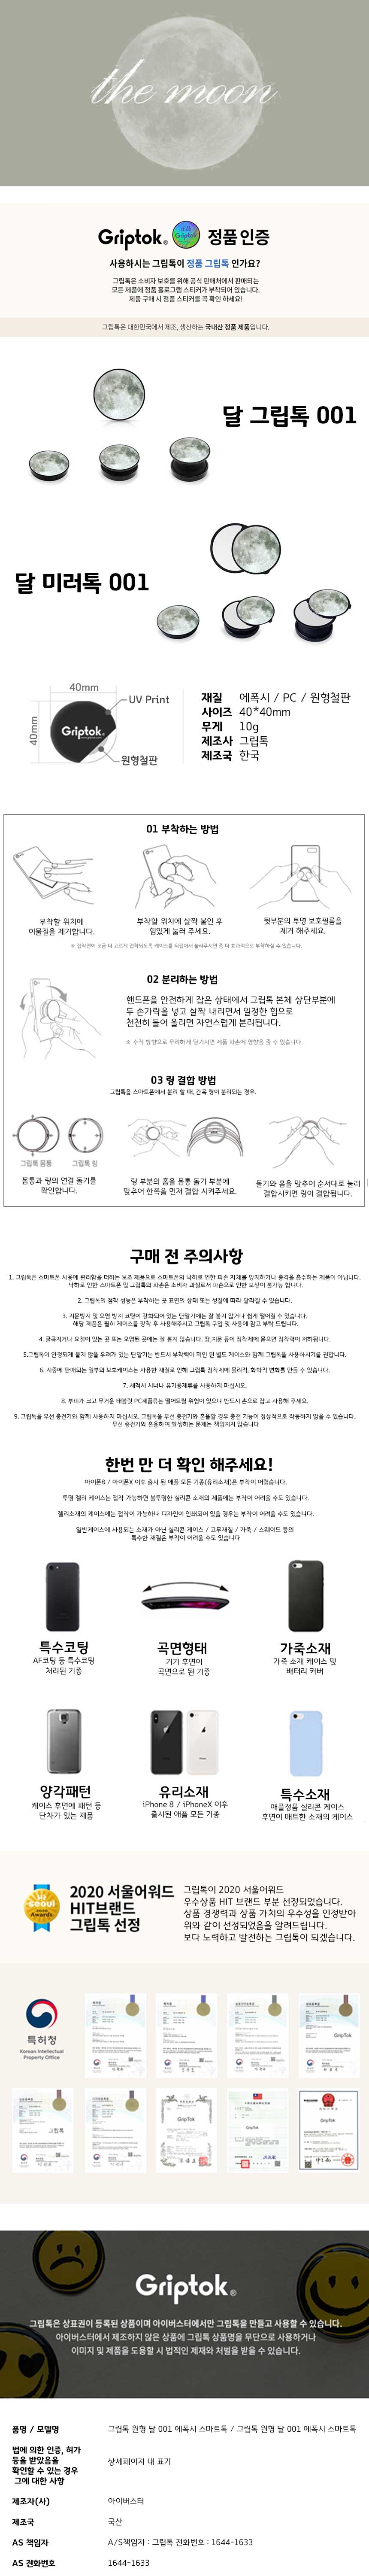 the moon
Griptok® 정품 인증
사용하시는 그립톡이 정품 그립톡 인가요?
그립톡은 소비자 보호를 위해 공식 판매처에서 판매되는
모든 제품에 정품 홀로그램 스티커가 부착되어 있습니다.
제품 구매 시 정품 스티커를 꼭 확인 하세요!
그립톡은 대한민국에서 제조, 생산하는 국내산 정품 제품입니다.
달 그립톡 001
달 미러톡 001
40mm
UV Print
40mm
Griptok
원형철판
재질 에폭시 / PC / 원형철판
사이즈 40*40mm
무게 10g
제조사 그립톡
제조국 한국
01 부착하는 방법
부착할 위치에
이물질을 제거합니다.
부착할 위치에 살짝 붙인 후
힘있게 눌러 주세요.
뒷부분의 투명 보호필름을
제거 해주세요.
※ 접착면이 조금 더 고르게 접착되도록 케이스를 뒤집어서 눌러주시면 좀 더 효과적으로 부착하실 수 있습니다.
02 분리하는 방법
핸드폰을 안전하게 잡은 상태에서 그립톡 본체 상단부분에
두 손가락을 넣고 살짝 내리면서 일정한 힘으로
천천히 들어 올리면 자연스럽게 분리됩니다.
※ 수직 방향으로 무리하게 당기시면 제품 파손에 영향을 줄 수 있습니다.
03 링 결합 방법
그립톡을 스마트폰에서 분리 할 때, 간혹 링이 분리되는 경우.
그립톡 몸통
그립톡 링
몸통과 링의 연결 돌기를
확인합니다.
링 부분의 홈을 몸통 돌기 부분에
맞추어 한쪽을 먼저 결합 시켜주세요.
돌기와 홈을 맞추어 순서대로 눌러
결합시키면 링이 결합됩니다.
구매 전 주의사항
1. 그립톡은 스마트폰 사용에 편리함을 더하는 보조 제품으로 스마트폰의 낙하로 인한 파손 자체를 방지하거나 충격을 흡수하는 제품이 아닙니다.
낙하로 인한 스마트폰 및 그립톡의 파손은 소비자 과실로서 파손으로 인한 보상이 불가능 합니다.
2. 그립톡의 점착 성능은 부착하는 곳 표면의 상태 또는 성질에 따라 달라질 수 있습니다.
3. 지문방지 및 오염 방지 코팅이 강화되어 있는 단말기에는 잘 붙지 않거나 쉽게 떨어질 수 있습니다.
해당 제품은 필히 케이스를 장착 후 사용해주시고 그립톡 구입 및 사용에 참고 부탁 드립니다.
4. 굴곡지거나 요철이 있는 곳 또는 오염된 곳에는 잘 붙지 않습니다. 땀,지문 등이 점착제에 묻으면 점착력이 저하됩니다.
5.그립톡이 안정되게 붙지 않을 우려가 있는 단말기는 반드시 부착력이 확인 된 별도 케이스와 함께 그립톡을 사용하시기를 권합니다.
6. 시중에 판매되는 일부의 보호케이스는 사용한 재질로 인해 그립톡 점착제에 물리적, 화학적 변화를 만들 수 있습니다.
7. 세척시 시너나 유기용제류를 사용하지 마십시오.
8. 부피가 크고 무거운 태블릿 PC제품류는 떨어트릴 위험이 있으니 반드시 손으로 잡고 사용해 주세요.
9. 그립톡을 무선 충전기와 함께 사용하지 마십시오. 그립톡을 무선 충전기와 혼용할 경우 충전 기능이 정상적으로 작동하지 않을 수 있습니다.
무선 충전기와 혼용하여 발생하는 문제는 책임지지 않습니다
한번 만 더 확인 해주세요!
아이폰8 / 아이폰X 이후 출시 된 애플 모든 기종(유리소재)은 부착이 어렵습니다.
투명 젤리 케이스는 접착 가능하면 불투명한 실리콘 소재의 제품에는 부착이 어려울 수도 있습니다.
젤리소재의 케이스에는 접착이 가능하나 디자인이 인쇄되어 있을 경우는 부착이 어려울 수도 있습니다.
일반케이스에 사용되는 소재가 아닌 실리콘 케이스 / 고무재질 / 가죽 / 스웨이드 등의
특수한 재질은 부착이 어려울 수도 있습니다
특수코팅
AF코팅 등 특수코팅
처리된 기종
곡면형태
기기 후면이
곡면으로 된 기종
가죽소재
가죽 소재 케이스 및
배터리 커버
양각패턴
케이스 후면에 패턴 등
단차가 있는 제품
유리소재
iPhone 8 / iPhoneX 이후
출시된 애플 모든 기종
특수소재
애플정품 실리콘 케이스
후면이 매트한 소재의 케이스
Hi
Seoul
2020
Awards
2020 서울어워드
HIT브랜드
그립톡 선정
그립톡이 2020 서울어워드
우수상품 HIT 브랜드 부분 선정되었습니다.
상품 경쟁력과 상품 가치의 우수성을 인정받아
위와 같이 선정되었음을 알려드립니다.
보다 노력하고 발전하는 그립톡이 되겠습니다.
특허청
Korean Intellectual
Property Office
GripTok
그립톡
GripTok
GripTok
GripTok
Griptok®
그립톡은 상표권이 등록된 상품이며 아이버스터에서만 그립톡을 만들고 사용할 수 있습니다.
아이버스터에서 제조하지 않은 상품에 그립톡 상품명을 무단으로 사용하거나
이미지 및 제품을 도용할 시 법적인 제재와 처벌을 받을 수 있습니다.
품명 / 모델명 그립톡 원형 달 001 에폭시 스마트톡 / 그립톡 원형 달 001 에폭시 스마트톡
법에 의한 인증, 허가
등을 받았음을
확인할 수 있는 경우
그에 대한 사항
상세페이지 내 표기
제조자(사) 아이버스터
제조국 국산
AS 책임자 A/S책임자 : 그립톡 전화번호 : 1644-1633
AS 전화번호 1644-1633